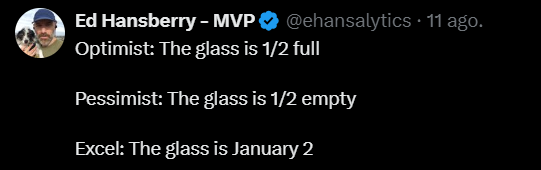 Ed Hansberry - MVP @ehansalytics · 11 ago.
Optimist: The glass is 1/2 full
Pessimist: The glass is 1/2 empty
Excel: The glass is January 2